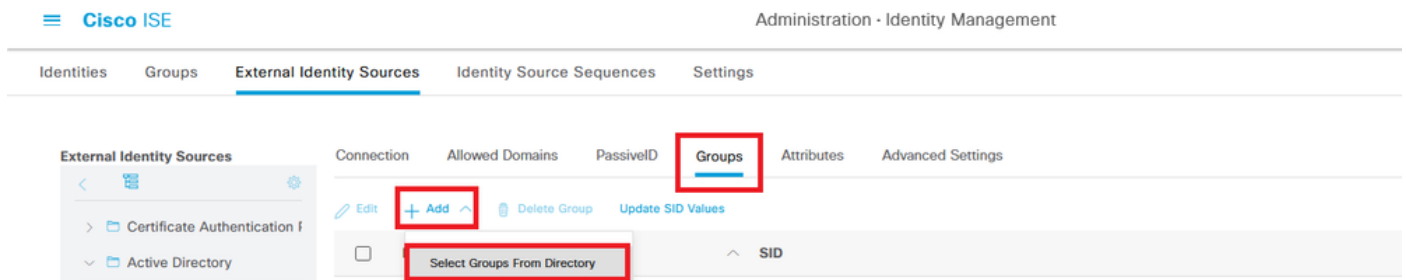 Cisco ISE
Administration · Identity Management
Identities Groups External Identity Sources Identity Source Sequences Settings
External Identity Sources
Connection Allowed Domains PassiveID Groups Attributes Advanced Settings
Edit + Add Delete Group Update SID Values
Certificate Authentication
Active Directory
SID
Select Groups From Directory